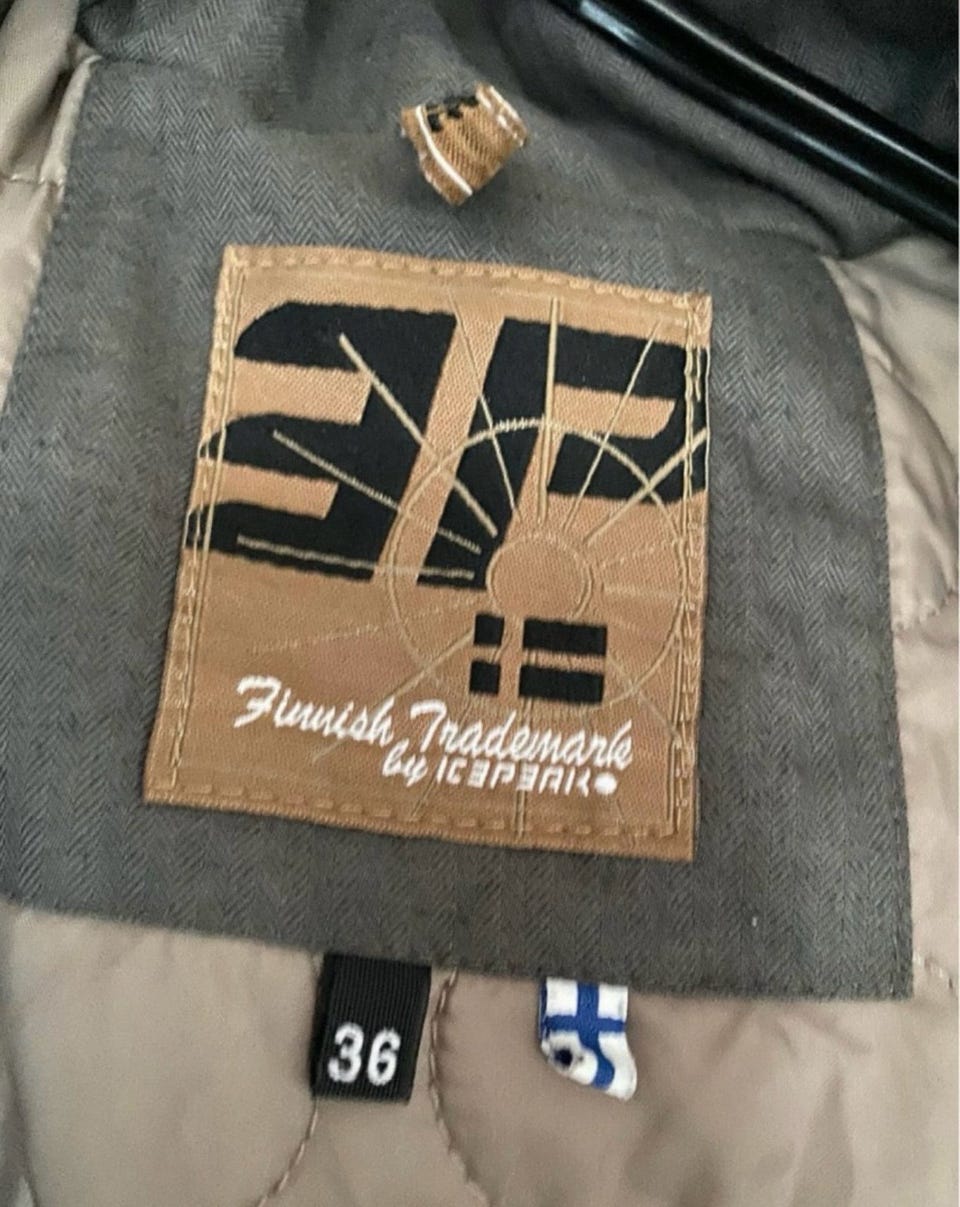 Finnish Trademark
by ICEPEAK
36